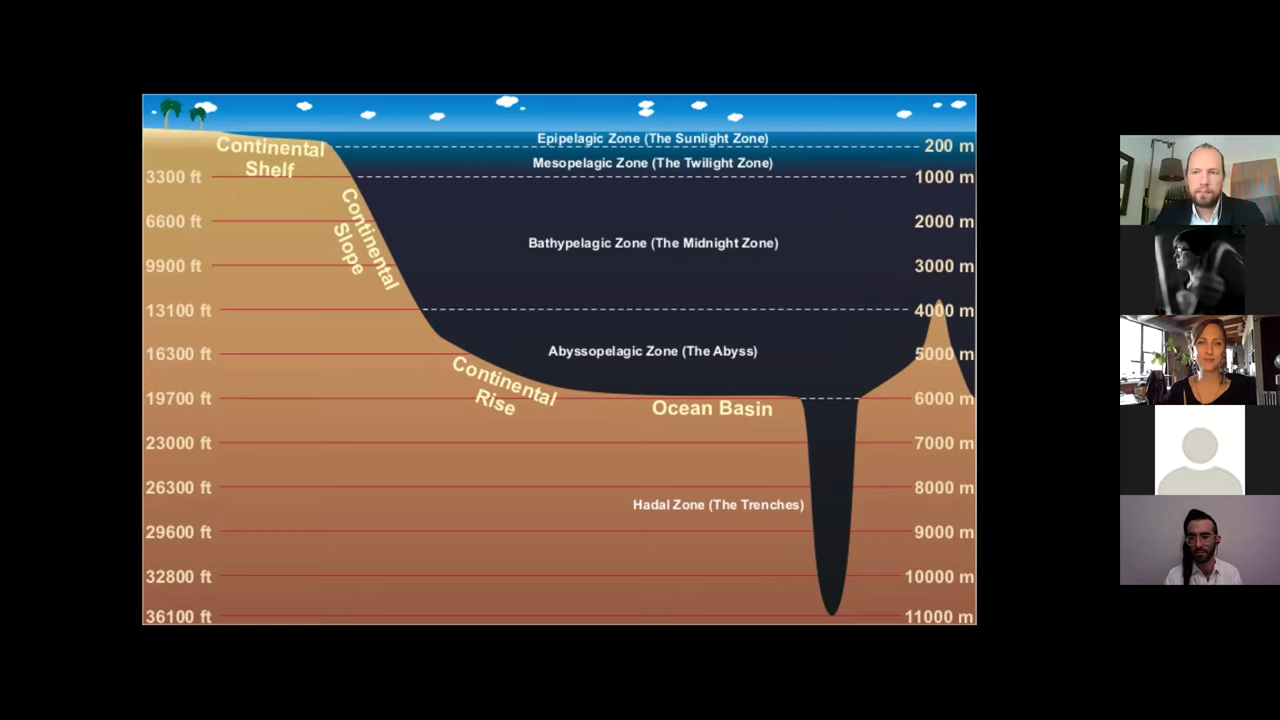 Epipelagic Zone (The Sunlight Zone)
Continental
Shelf
200 m
Mesopelagic Zone (The Twilight Zone)
3300 ft
1000 m
Continental
Slope
6600 ft
2000 m
Bathypelagic Zone (The Midnight Zone)
9900 ft
3000 m
13100 ft
4000 m
Abyssopelagic Zone (The Abyss)
16300 ft
5000 m
Continental
Rise
19700 ft
6000 m
Ocean Basin
23000 ft
7000 m
26300 ft
8000 m
Hadal Zone (The Trenches)
29600 ft
9000 m
32800 ft
10000 m
36100 ft
11000 m